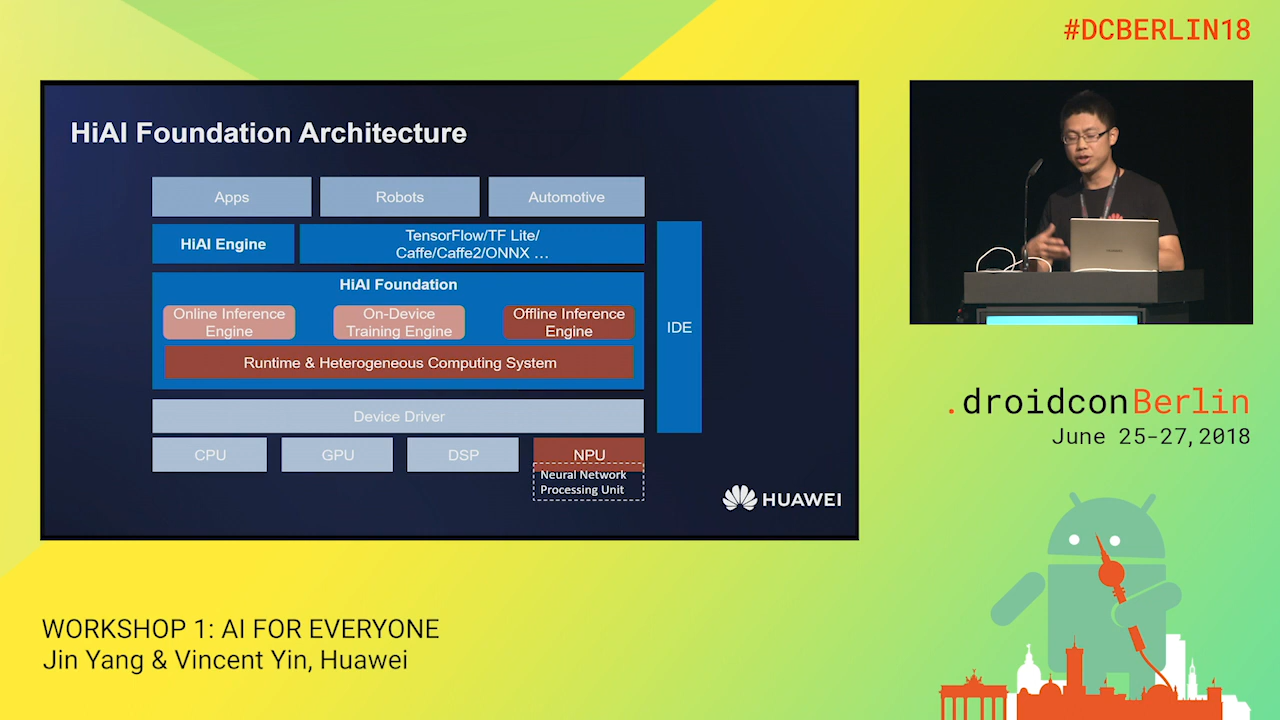 #DCBERLIN18
HiAI Foundation Architecture
Apps
Robots
Automotive
HiAI Engine
TensorFlow/TF Lite/
Caffe/Caffe2/ONNX ...
IDE
HiAI Foundation
Online Inference
Engine
On-Device
Training Engine
Offline Inference
Engine
Runtime & Heterogeneous Computing System
Device Driver
CPU
GPU
DSP
NPU
Neural Network
Processing Unit
HUAWEI
.droidconBerlin
June 25-27, 2018
WORKSHOP 1: AI FOR EVERYONE
Jin Yang & Vincent Yin, Huawei